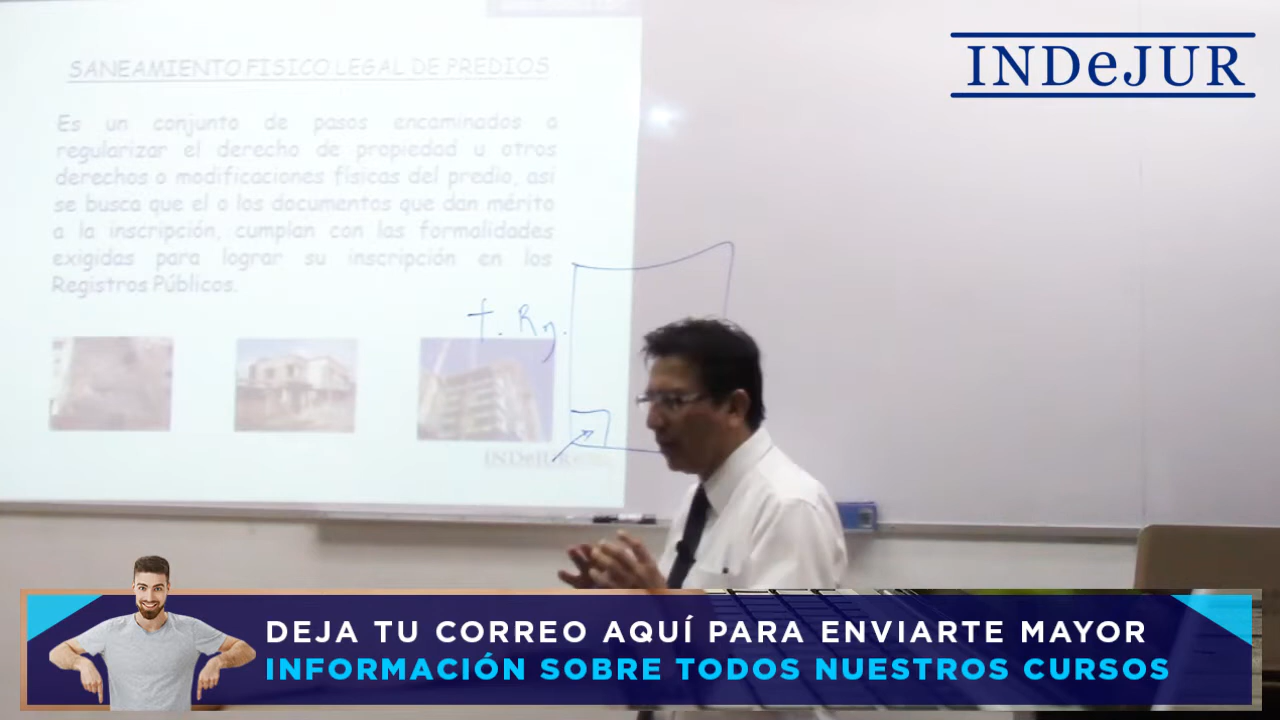 INDeJUR
SANEAMIENTO FISICO LEGAL DE PREDIOS
Es un conjunto de pasos encaminados a
regularizar el derecho de propiedad u otros
derechos o modificaciones físicas del predio, asi
se busca que el o los documentos que dan mérito
a la inscripción, cumplan con las formalidades
exigidas para lograr su inscripción en los
Registros Públicos.
INDeJUR
DEJA TU CORREO AQUÍ PARA ENVIARTE MAYOR
INFORMACIÓN SOBRE TODOS NUESTROS CURSOS